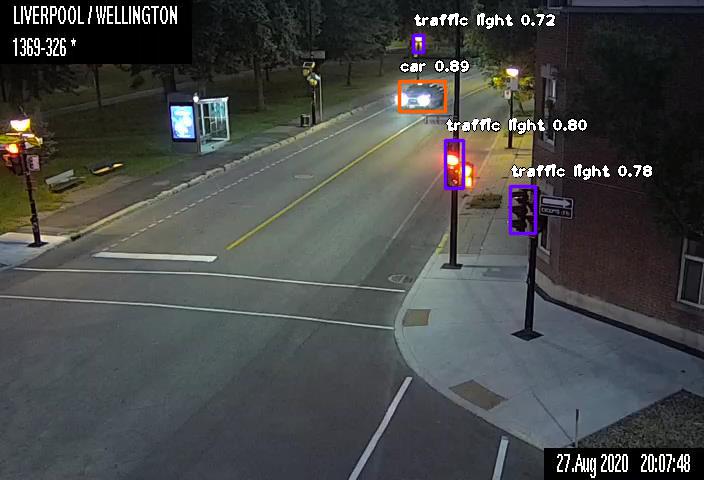 LIVERPOOL / WELLINGTON
1369-326 *
traffic light 0.72
car 0.89
traffic light 0.80
traffic light 0.78
27.Aug 2020 20:07:48